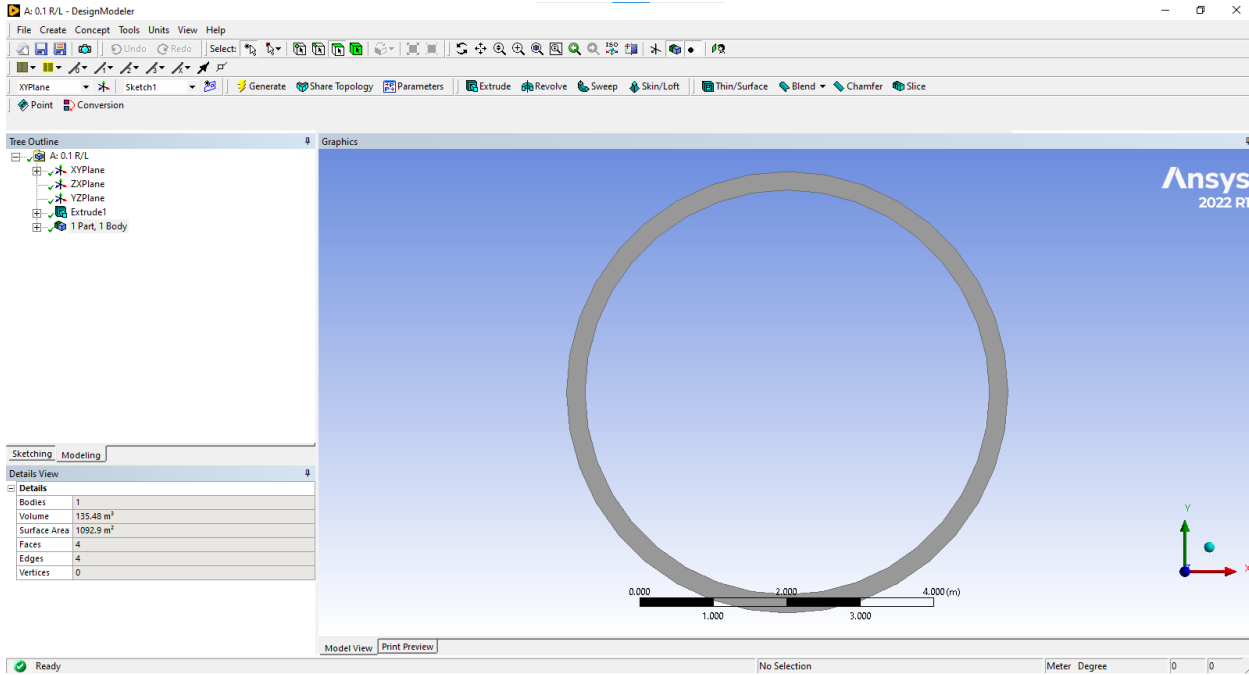 A: 0.1 R/L - DesignModeler
File Create Concept Tools Units View Help
Undo Redo Select: ISO
XYPlane Sketch1 Generate Share Topology Parameters Extrude Revolve Sweep Skin/Loft Thin/Surface Blend Chamfer Slice
Point Conversion
Tree Outline
A: 0.1 R/L
XYPlane
ZXPlane
YZPlane
Extrude1
1 Part, 1 Body
Sketching Modeling
Details View
Details
Bodies 1
Volume 135.48 m³
Surface Area 1092.9 m²
Faces 4
Edges 4
Vertices 0
Graphics
Ansys
2022 R1
Y
X
0.000 2.000 4.000 (m)
1.000 3.000
Model View Print Preview
Ready No Selection Meter Degree 0 0